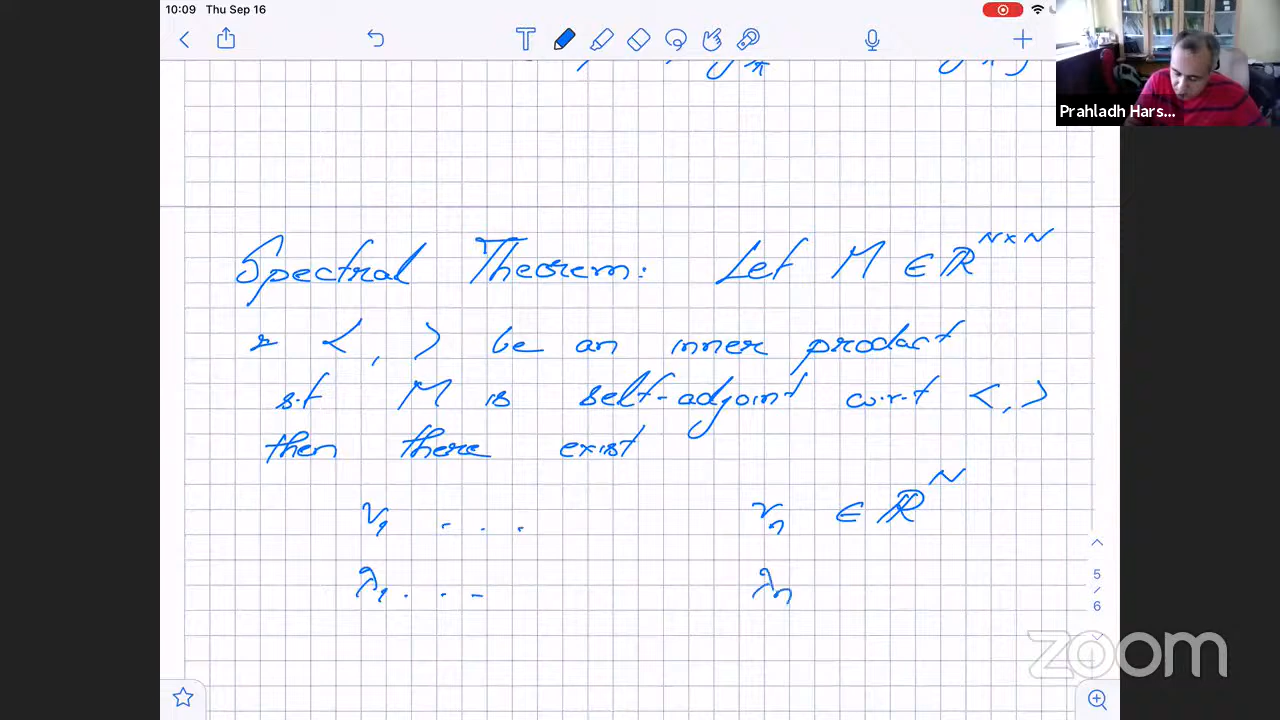 10:09 Thu Sep 16
Prahladh Hars...
Spectral Theorem: Let M ∈ ℝ^{N×N}
& < , > be an inner product
s.t M is self-adjoint w.r.t < , >
then there exist
v₁ . . . vₙ ∈ ℝ^N
λ₁ . . . λₙ
5
/
6
zoom